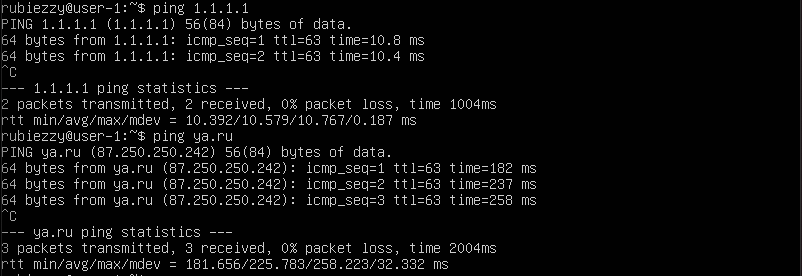 rubiezzy@user-1:~$ ping 1.1.1.1
PING 1.1.1.1 (1.1.1.1) 56(84) bytes of data.
64 bytes from 1.1.1.1: icmp_seq=1 ttl=63 time=10.8 ms
64 bytes from 1.1.1.1: icmp_seq=2 ttl=63 time=10.4 ms
^C
--- 1.1.1.1 ping statistics ---
2 packets transmitted, 2 received, 0% packet loss, time 1004ms
rtt min/avg/max/mdev = 10.392/10.579/10.767/0.187 ms
rubiezzy@user-1:~$ ping ya.ru
PING ya.ru (87.250.250.242) 56(84) bytes of data.
64 bytes from ya.ru (87.250.250.242): icmp_seq=1 ttl=63 time=182 ms
64 bytes from ya.ru (87.250.250.242): icmp_seq=2 ttl=63 time=237 ms
64 bytes from ya.ru (87.250.250.242): icmp_seq=3 ttl=63 time=258 ms
^C
--- ya.ru ping statistics ---
3 packets transmitted, 3 received, 0% packet loss, time 2004ms
rtt min/avg/max/mdev = 181.656/225.783/258.223/32.332 ms